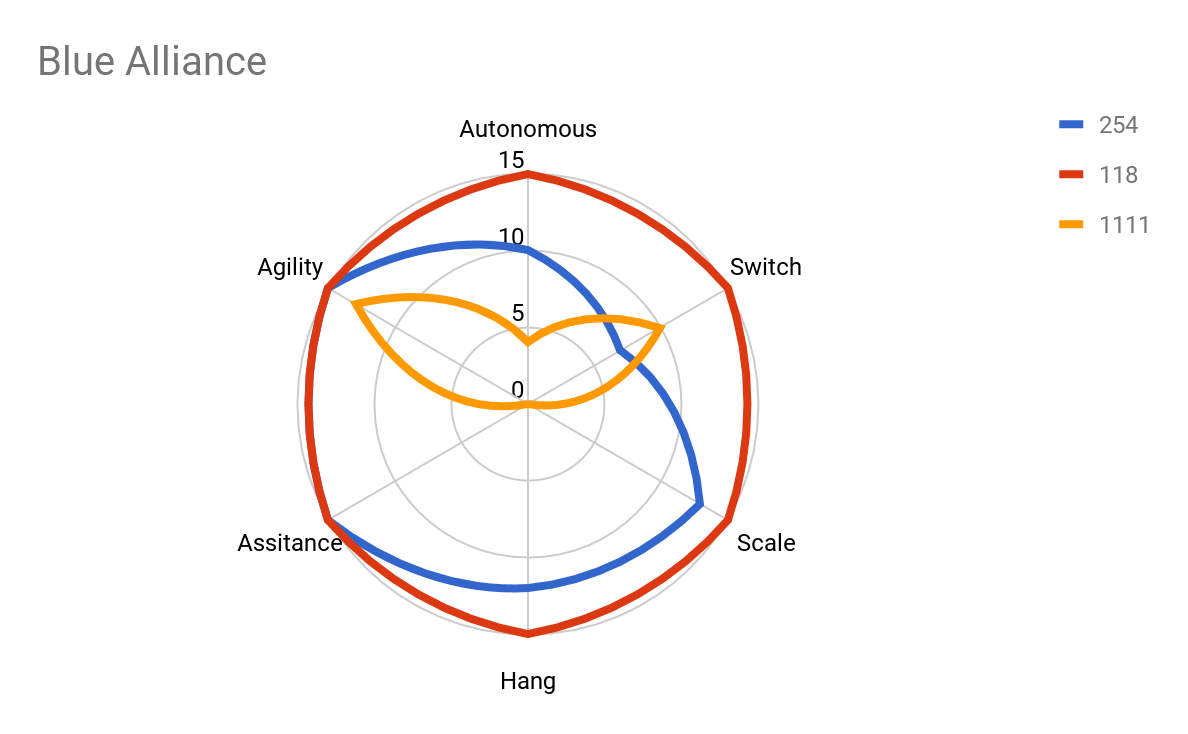 Blue Alliance
254
118
1111
Autonomous
15
10
5
0
Agility
Switch
Assitance
Scale
Hang